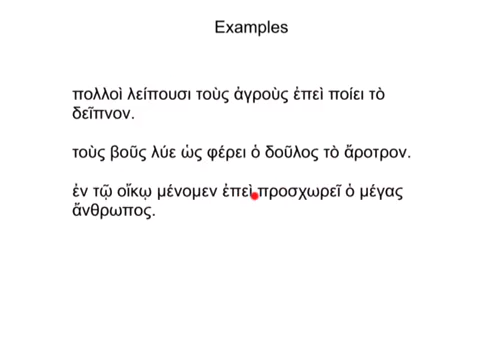 Examples
πολλοὶ λείπουσι τοὺς ἀγροὺς ἐπεὶ ποίει τὸ
δεῖπνον.
τοὺς βοῦς λύε ὡς φέρει ὁ δοῦλος τὸ ἄροτρον.
ἐν τῷ οἴκῳ μένομεν ἐπεὶ προσχωρεῖ ὁ μέγας
ἄνθρωπος.